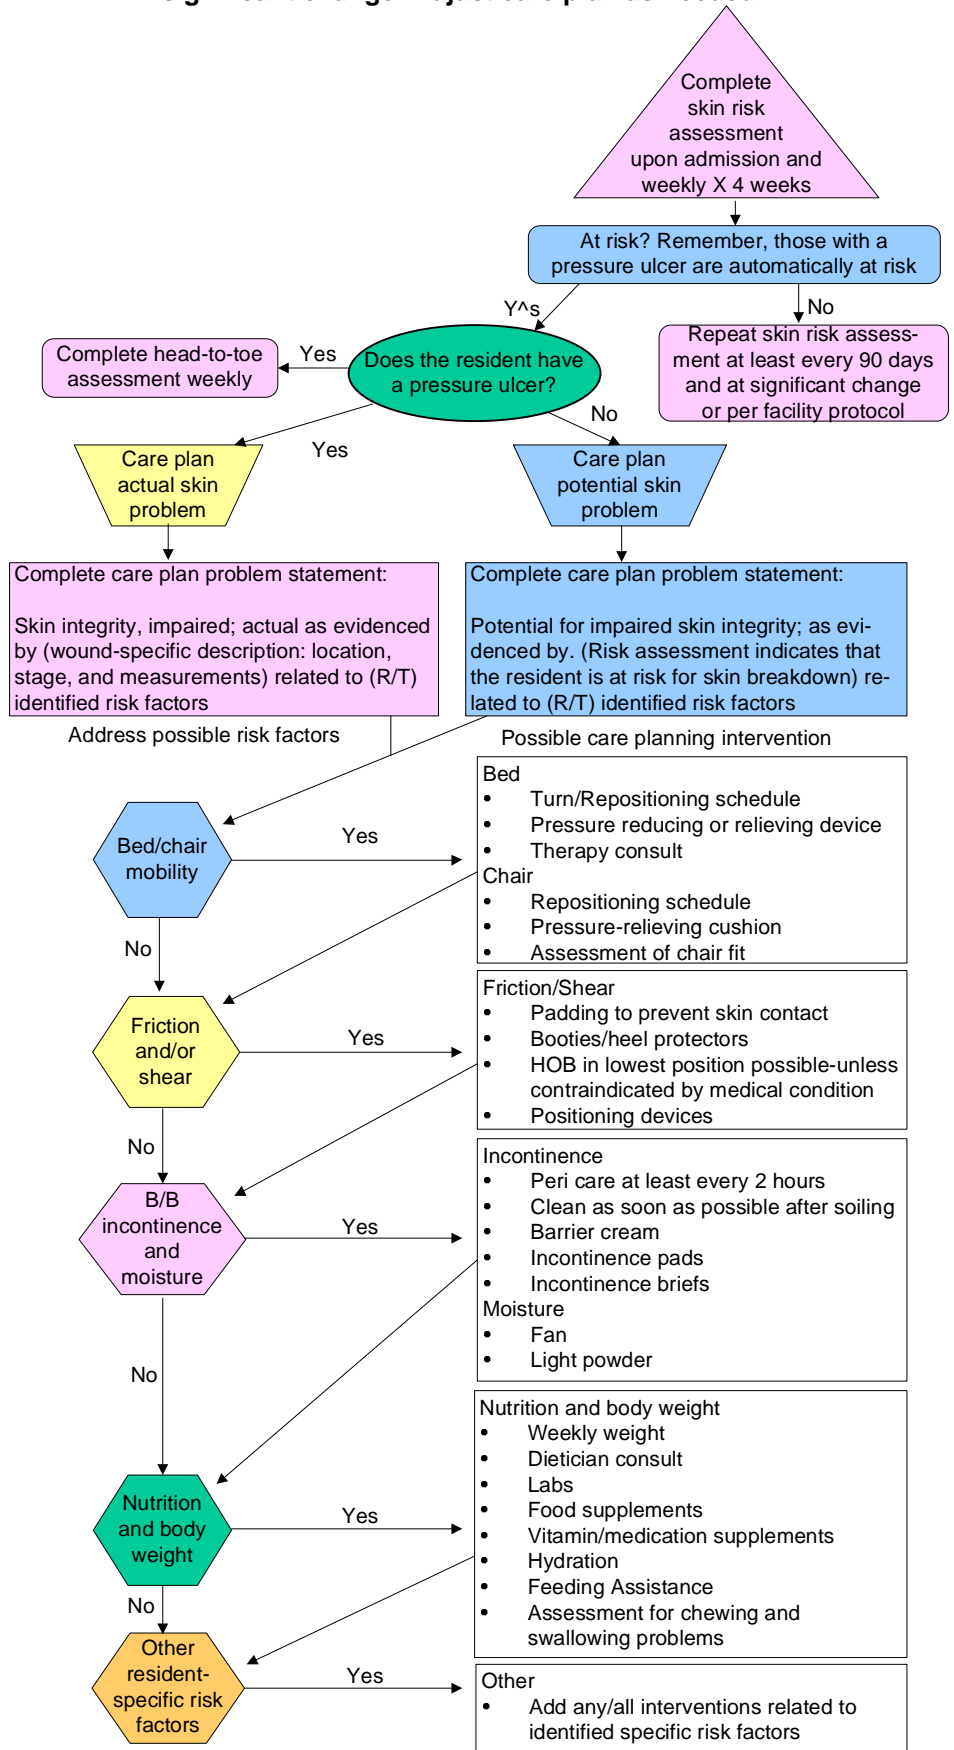 Complete
skin risk
assessment
upon admission and
weekly X 4 weeks
At risk? Remember, those with a
pressure ulcer are automatically at risk
Y^s
No
Repeat skin risk assess-
ment at least every 90 days
and at significant change
or per facility protocol
Does the resident have
a pressure ulcer?
Yes
Complete head-to-toe
assessment weekly
Yes
No
Care plan
actual skin
problem
Care plan
potential skin
problem
Complete care plan problem statement:
Skin integrity, impaired; actual as evidenced
by (wound-specific description: location,
stage, and measurements) related to (R/T)
identified risk factors
Complete care plan problem statement:
Potential for impaired skin integrity; as evi-
denced by. (Risk assessment indicates that
the resident is at risk for skin breakdown) re-
lated to (R/T) identified risk factors
Address possible risk factors
Possible care planning intervention
Bed/chair
mobility
Yes
No
Bed
• Turn/Repositioning schedule
• Pressure reducing or relieving device
• Therapy consult
Chair
• Repositioning schedule
• Pressure-relieving cushion
• Assessment of chair fit
Friction
and/or
shear
Yes
No
Friction/Shear
• Padding to prevent skin contact
• Booties/heel protectors
• HOB in lowest position possible-unless
contraindicated by medical condition
• Positioning devices
B/B
incontinence
and
moisture
Yes
No
Incontinence
• Peri care at least every 2 hours
• Clean as soon as possible after soiling
• Barrier cream
• Incontinence pads
• Incontinence briefs
Moisture
• Fan
• Light powder
Nutrition
and body
weight
Yes
No
Nutrition and body weight
• Weekly weight
• Dietician consult
• Labs
• Food supplements
• Vitamin/medication supplements
• Hydration
• Feeding Assistance
• Assessment for chewing and
swallowing problems
Other
resident-
specific risk
factors
Yes
Other
• Add any/all interventions related to
identified specific risk factors